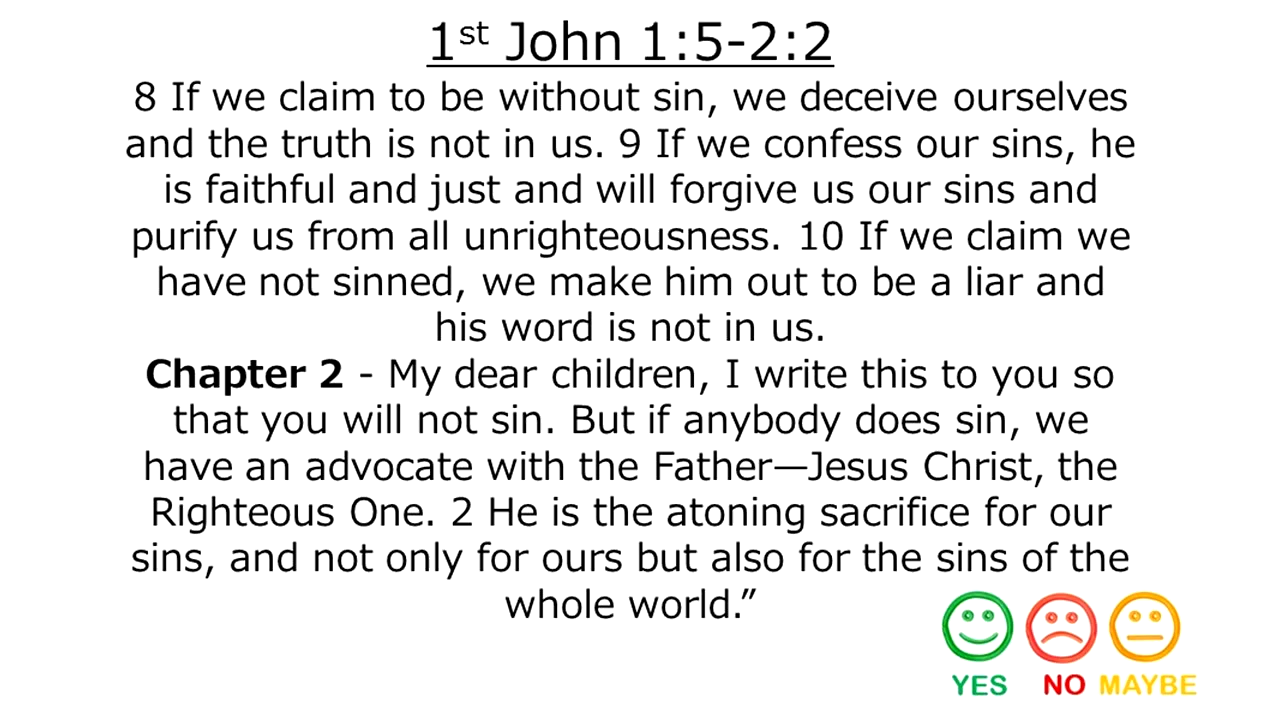 1st John 1:5-2:2
8 If we claim to be without sin, we deceive ourselves
and the truth is not in us. 9 If we confess our sins, he
is faithful and just and will forgive us our sins and
purify us from all unrighteousness. 10 If we claim we
have not sinned, we make him out to be a liar and
his word is not in us.
Chapter 2 - My dear children, I write this to you so
that you will not sin. But if anybody does sin, we
have an advocate with the Father—Jesus Christ, the
Righteous One. 2 He is the atoning sacrifice for our
sins, and not only for ours but also for the sins of the
whole world.”
YES NO MAYBE